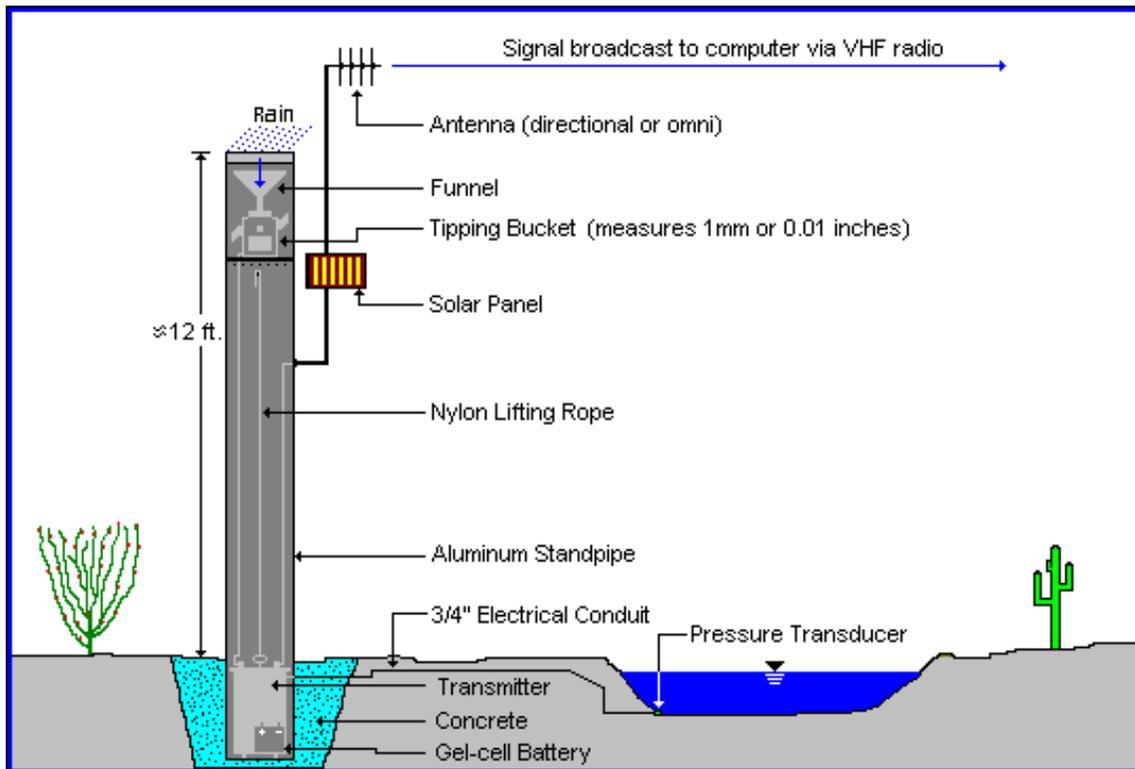 Signal broadcast to computer via VHF radio
Rain
Antenna (directional or omni)
Funnel
Tipping Bucket (measures 1mm or 0.01 inches)
Solar Panel
≈12 ft.
Nylon Lifting Rope
Aluminum Standpipe
3/4" Electrical Conduit
Pressure Transducer
Transmitter
Concrete
Gel-cell Battery